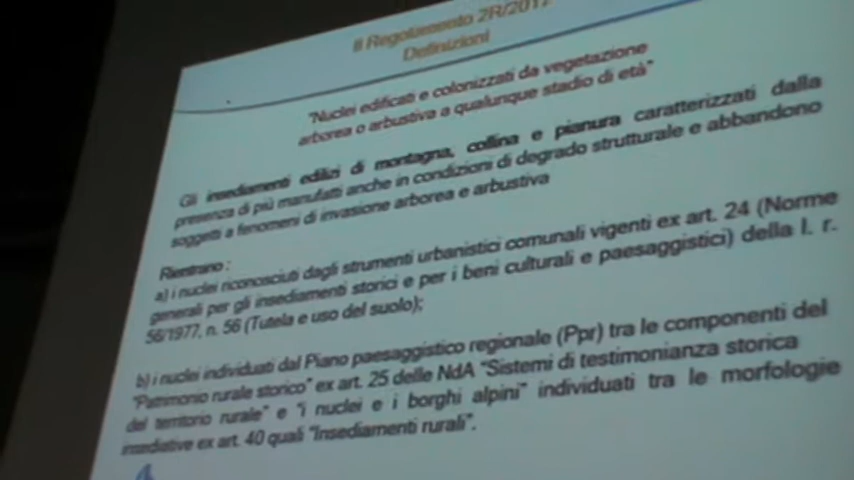 Il Regolamento 2R/2017
Definizioni
"Nuclei edificati e colonizzati da vegetazione
arborea o arbustiva a qualunque stadio di età"
Gli insediamenti edilizi di montagna, collina e pianura caratterizzati dalla
presenza di più manufatti anche in condizioni di degrado strutturale e abbandono
soggetti a fenomeni di invasione arborea e arbustiva
Rientrano :
a) i nuclei riconosciuti dagli strumenti urbanistici comunali vigenti ex art. 24 (Norme
generali per gli insediamenti storici e per i beni culturali e paesaggistici) della l. r.
56/1977, n. 56 (Tutela e uso del suolo);
b) i nuclei individuati dal Piano paesaggistico regionale (Ppr) tra le componenti del
"Patrimonio rurale storico" ex art. 25 delle NdA "Sistemi di testimonianza storica
del territorio rurale" e "i nuclei e i borghi alpini" individuati tra le morfologie
insediative ex art. 40 quali "Insediamenti rurali".